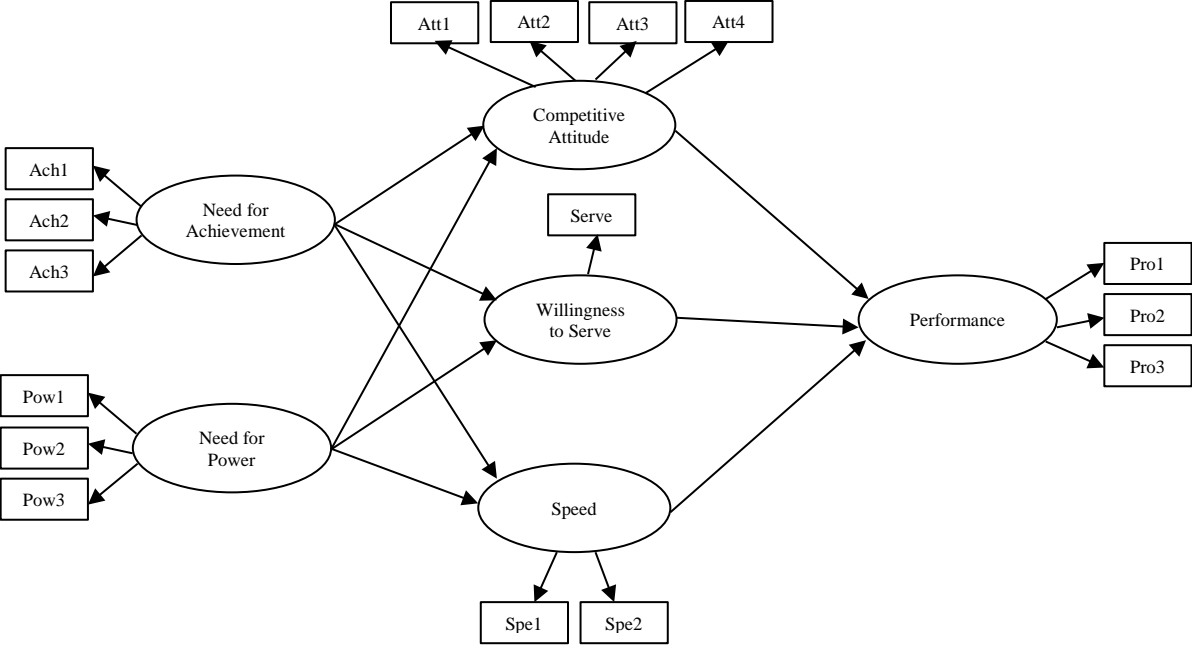 Att1
Att2
Att3
Att4
Competitive
Attitude
Ach1
Ach2
Ach3
Need for
Achievement
Serve
Willingness
to Serve
Performance
Pro1
Pro2
Pro3
Pow1
Pow2
Pow3
Need for
Power
Speed
Spe1
Spe2